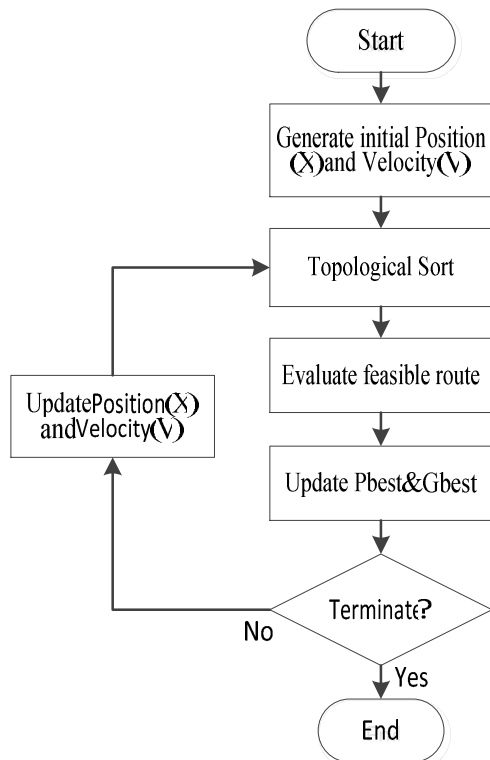 Start
Generate initial Position
(X)and Velocity(V)
Topological Sort
Evaluate feasible route
UpdatePosition(X)
andVelocity(V)
Update Pbest&Gbest
Terminate?
No
Yes
End